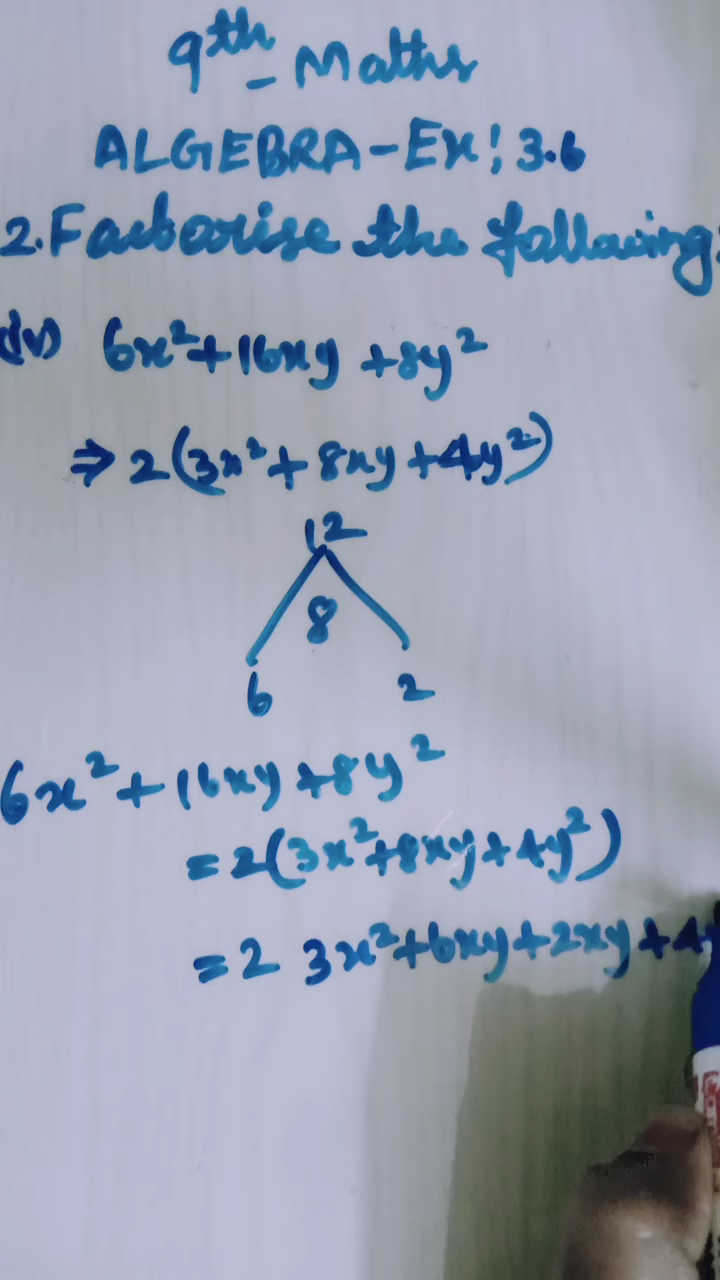 9th - Maths
ALGEBRA - Ex: 3.6
2. Factorise the following:
(iv) 6x² + 16xy + 8y²
⇒ 2(3x² + 8xy + 4y²)
12
8
6 2
6x² + 16xy + 8y²
= 2(3x² + 8xy + 4y²)
= 2 3x² + 6xy + 2xy + 4y